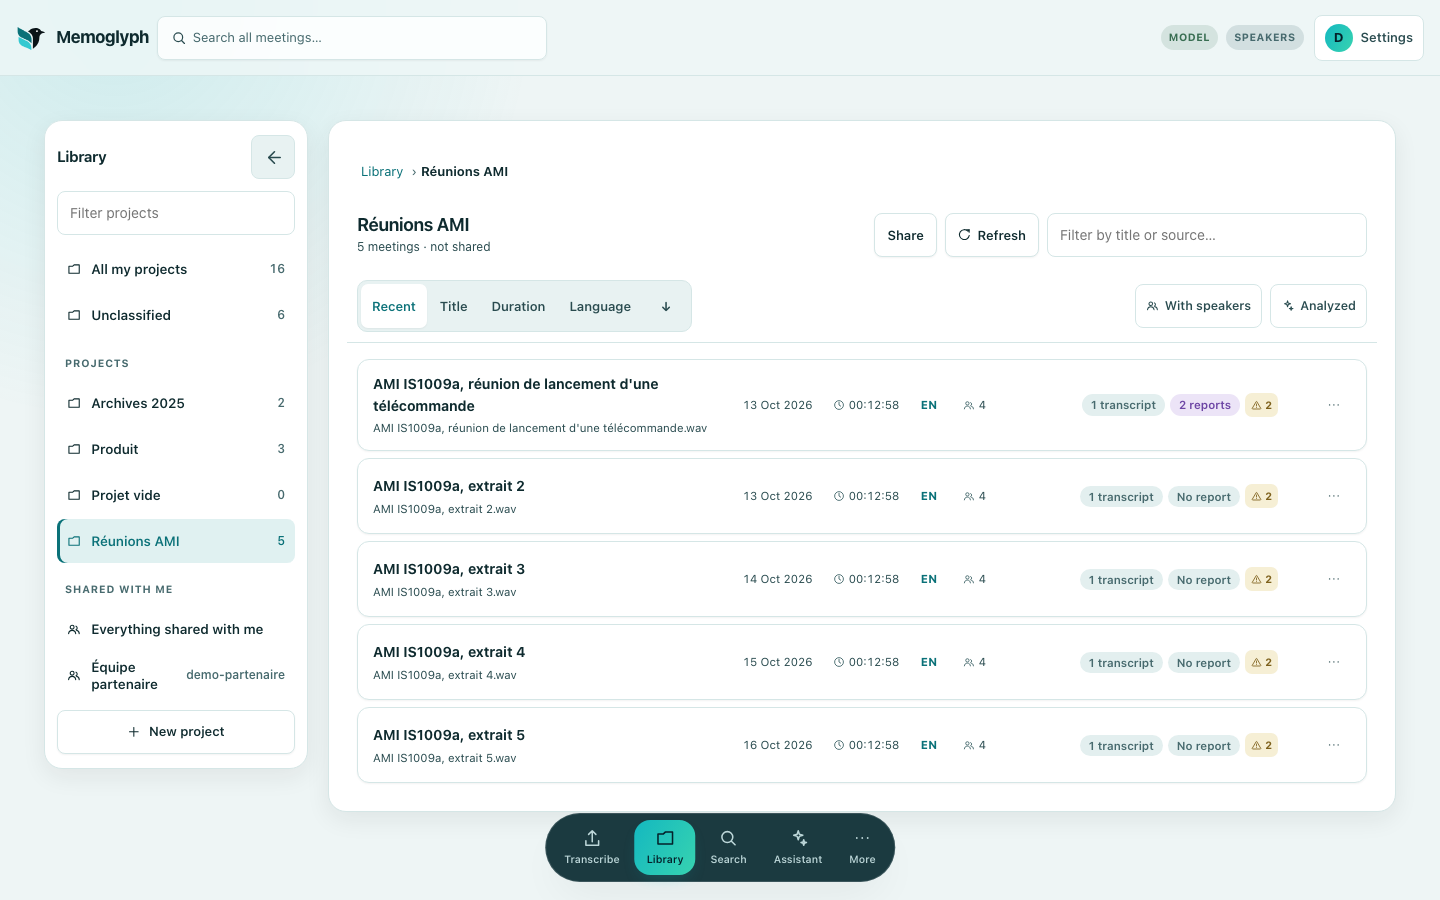 Memoglyph
Search all meetings...
MODEL
SPEAKERS
D
Settings
Library
Filter projects
All my projects 16
Unclassified 6
PROJECTS
Archives 2025 2
Produit 3
Projet vide 0
Réunions AMI 5
SHARED WITH ME
Everything shared with me
Équipe
partenaire
demo-partenaire
+ New project
Library › Réunions AMI
Réunions AMI
5 meetings · not shared
Share
Refresh
Filter by title or source...
Recent Title Duration Language ↓
With speakers
Analyzed
AMI IS1009a, réunion de lancement d'une
télécommande
AMI IS1009a, réunion de lancement d'une télécommande.wav
13 Oct 2026 00:12:58 EN 4 1 transcript 2 reports 2 ...
AMI IS1009a, extrait 2
AMI IS1009a, extrait 2.wav
13 Oct 2026 00:12:58 EN 4 1 transcript No report 2 ...
AMI IS1009a, extrait 3
AMI IS1009a, extrait 3.wav
14 Oct 2026 00:12:58 EN 4 1 transcript No report 2 ...
AMI IS1009a, extrait 4
AMI IS1009a, extrait 4.wav
15 Oct 2026 00:12:58 EN 4 1 transcript No report 2 ...
AMI IS1009a, extrait 5
AMI IS1009a, extrait 5.wav
16 Oct 2026 00:12:58 EN 4 1 transcript No report 2 ...
Transcribe
Library
Search
Assistant
More